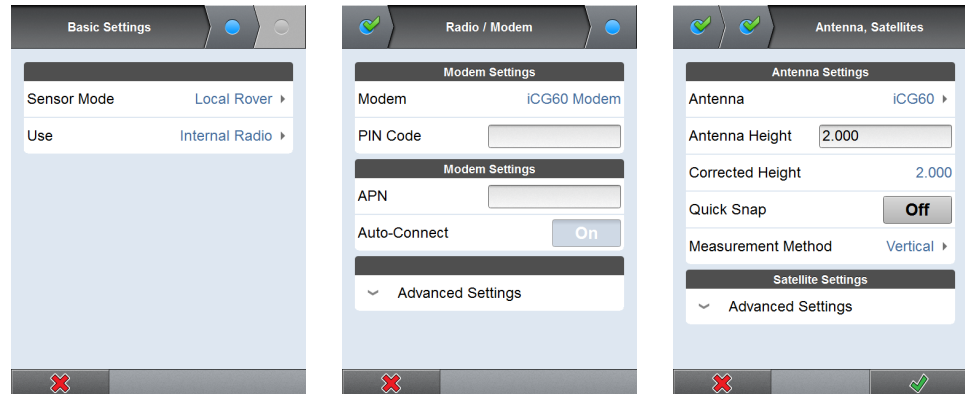 Basic Settings
Sensor Mode Local Rover
Use Internal Radio
Radio / Modem
Modem Settings
Modem iCG60 Modem
PIN Code
Modem Settings
APN
Auto-Connect On
Advanced Settings
Antenna, Satellites
Antenna Settings
Antenna iCG60
Antenna Height 2.000
Corrected Height 2.000
Quick Snap Off
Measurement Method Vertical
Satellite Settings
Advanced Settings